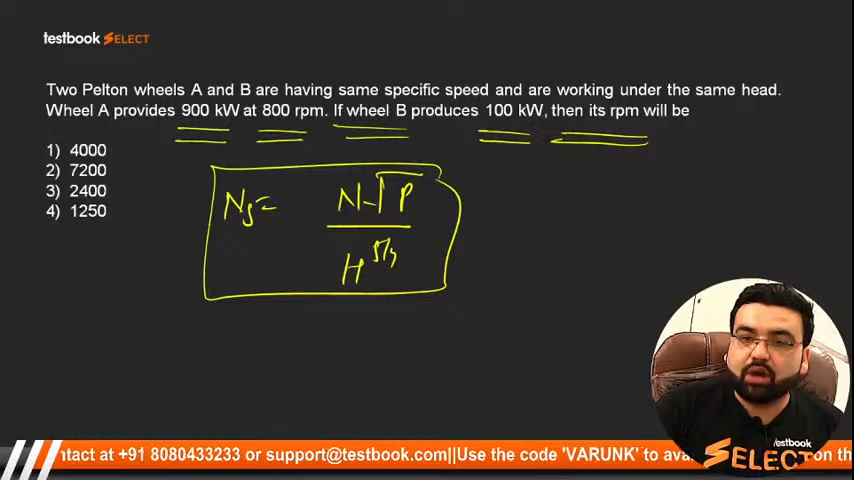 testbook SELECT
Two Pelton wheels A and B are having same specific speed and are working under the same head.
Wheel A provides 900 kW at 800 rpm. If wheel B produces 100 kW, then its rpm will be
1) 4000
2) 7200
3) 2400
4) 1250
Ns = N√P
H^5/4
testbook
SELECT
ntact at +91 8080433233 or support@testbook.com||Use the code 'VARUNK' to ava on th